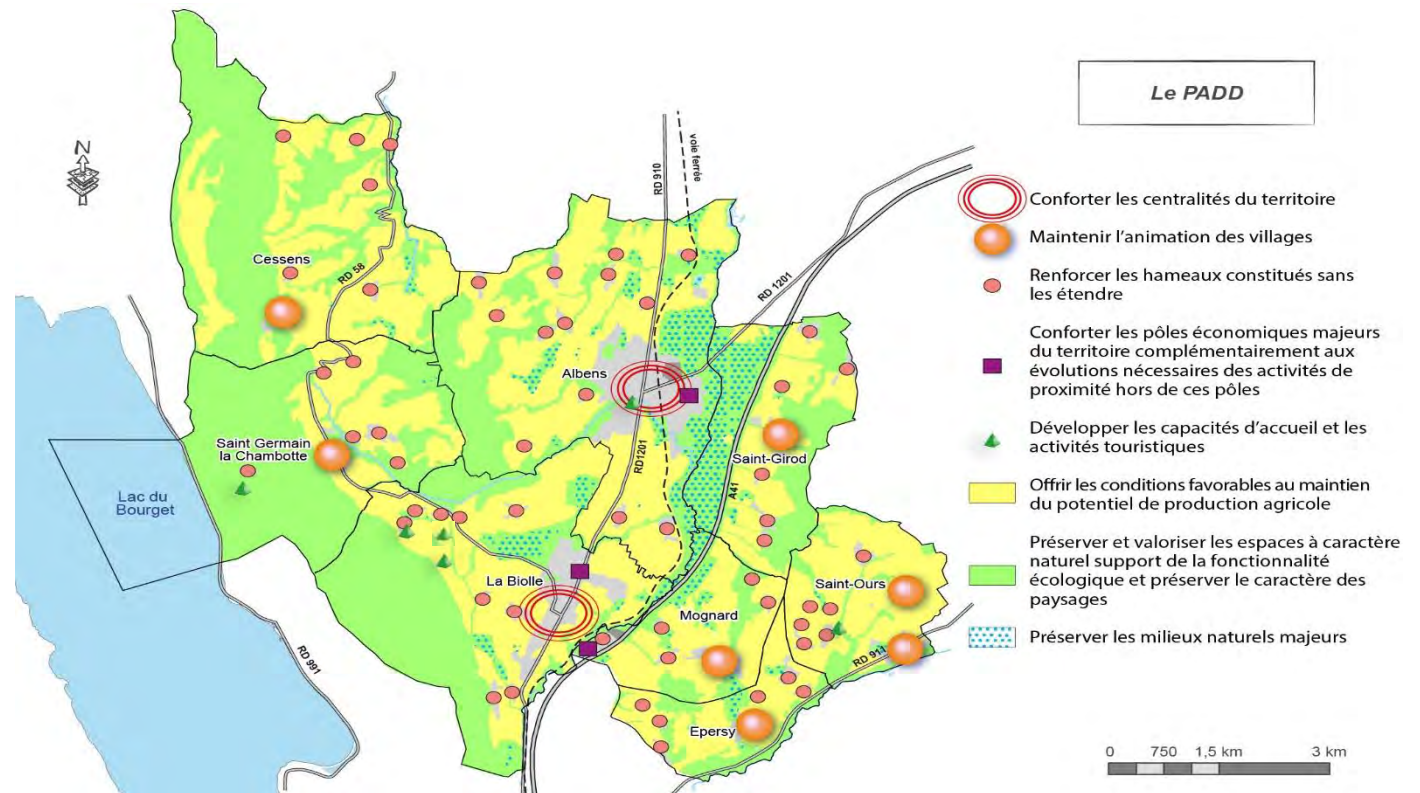 Le PADD
N
Conforter les centralités du territoire
Maintenir l'animation des villages
Renforcer les hameaux constitués sans
les étendre
Conforter les pôles économiques majeurs
du territoire complémentairement aux
évolutions nécessaires des activités de
proximité hors de ces pôles
Développer les capacités d'accueil et les
activités touristiques
Offrir les conditions favorables au maintien
du potentiel de production agricole
Préserver et valoriser les espaces à caractère
naturel support de la fonctionnalité
écologique et préserver le caractère des
paysages
Préserver les milieux naturels majeurs
0 750 1,5 km 3 km
RD 910
voie ferrée
Cessens
RD 58
RD 1201
Albens
Saint Germain
la Chambotte
RD1201
Saint-Girod
A41
Lac du
Bourget
La Biolle
Saint-Ours
Mognard
RD 991
RD 911
Epersy